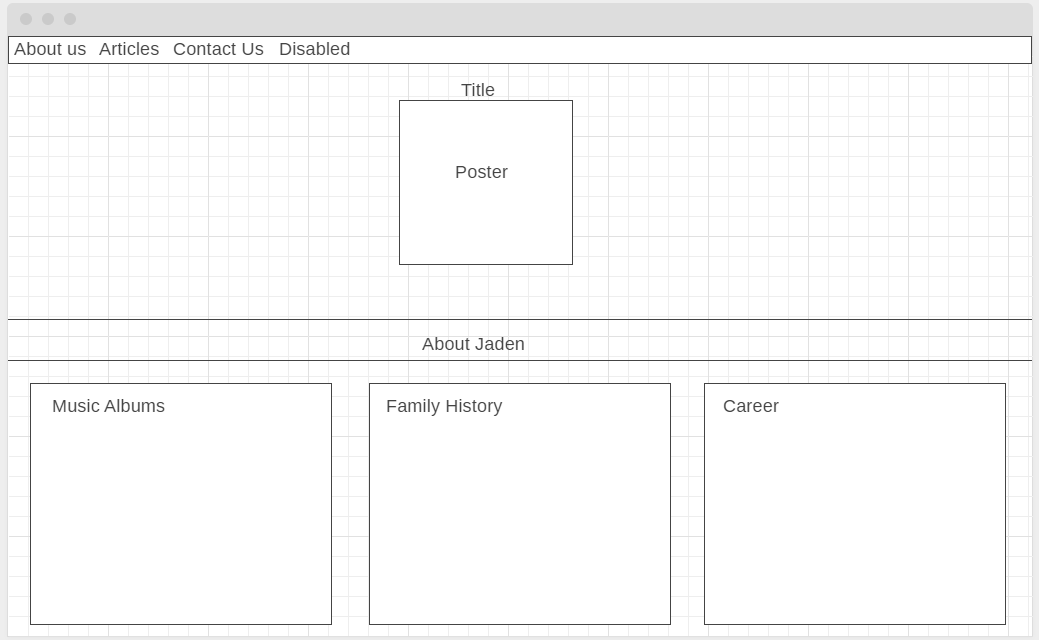 About us Articles Contact Us Disabled
Title
Poster
About Jaden
Music Albums Family History Career